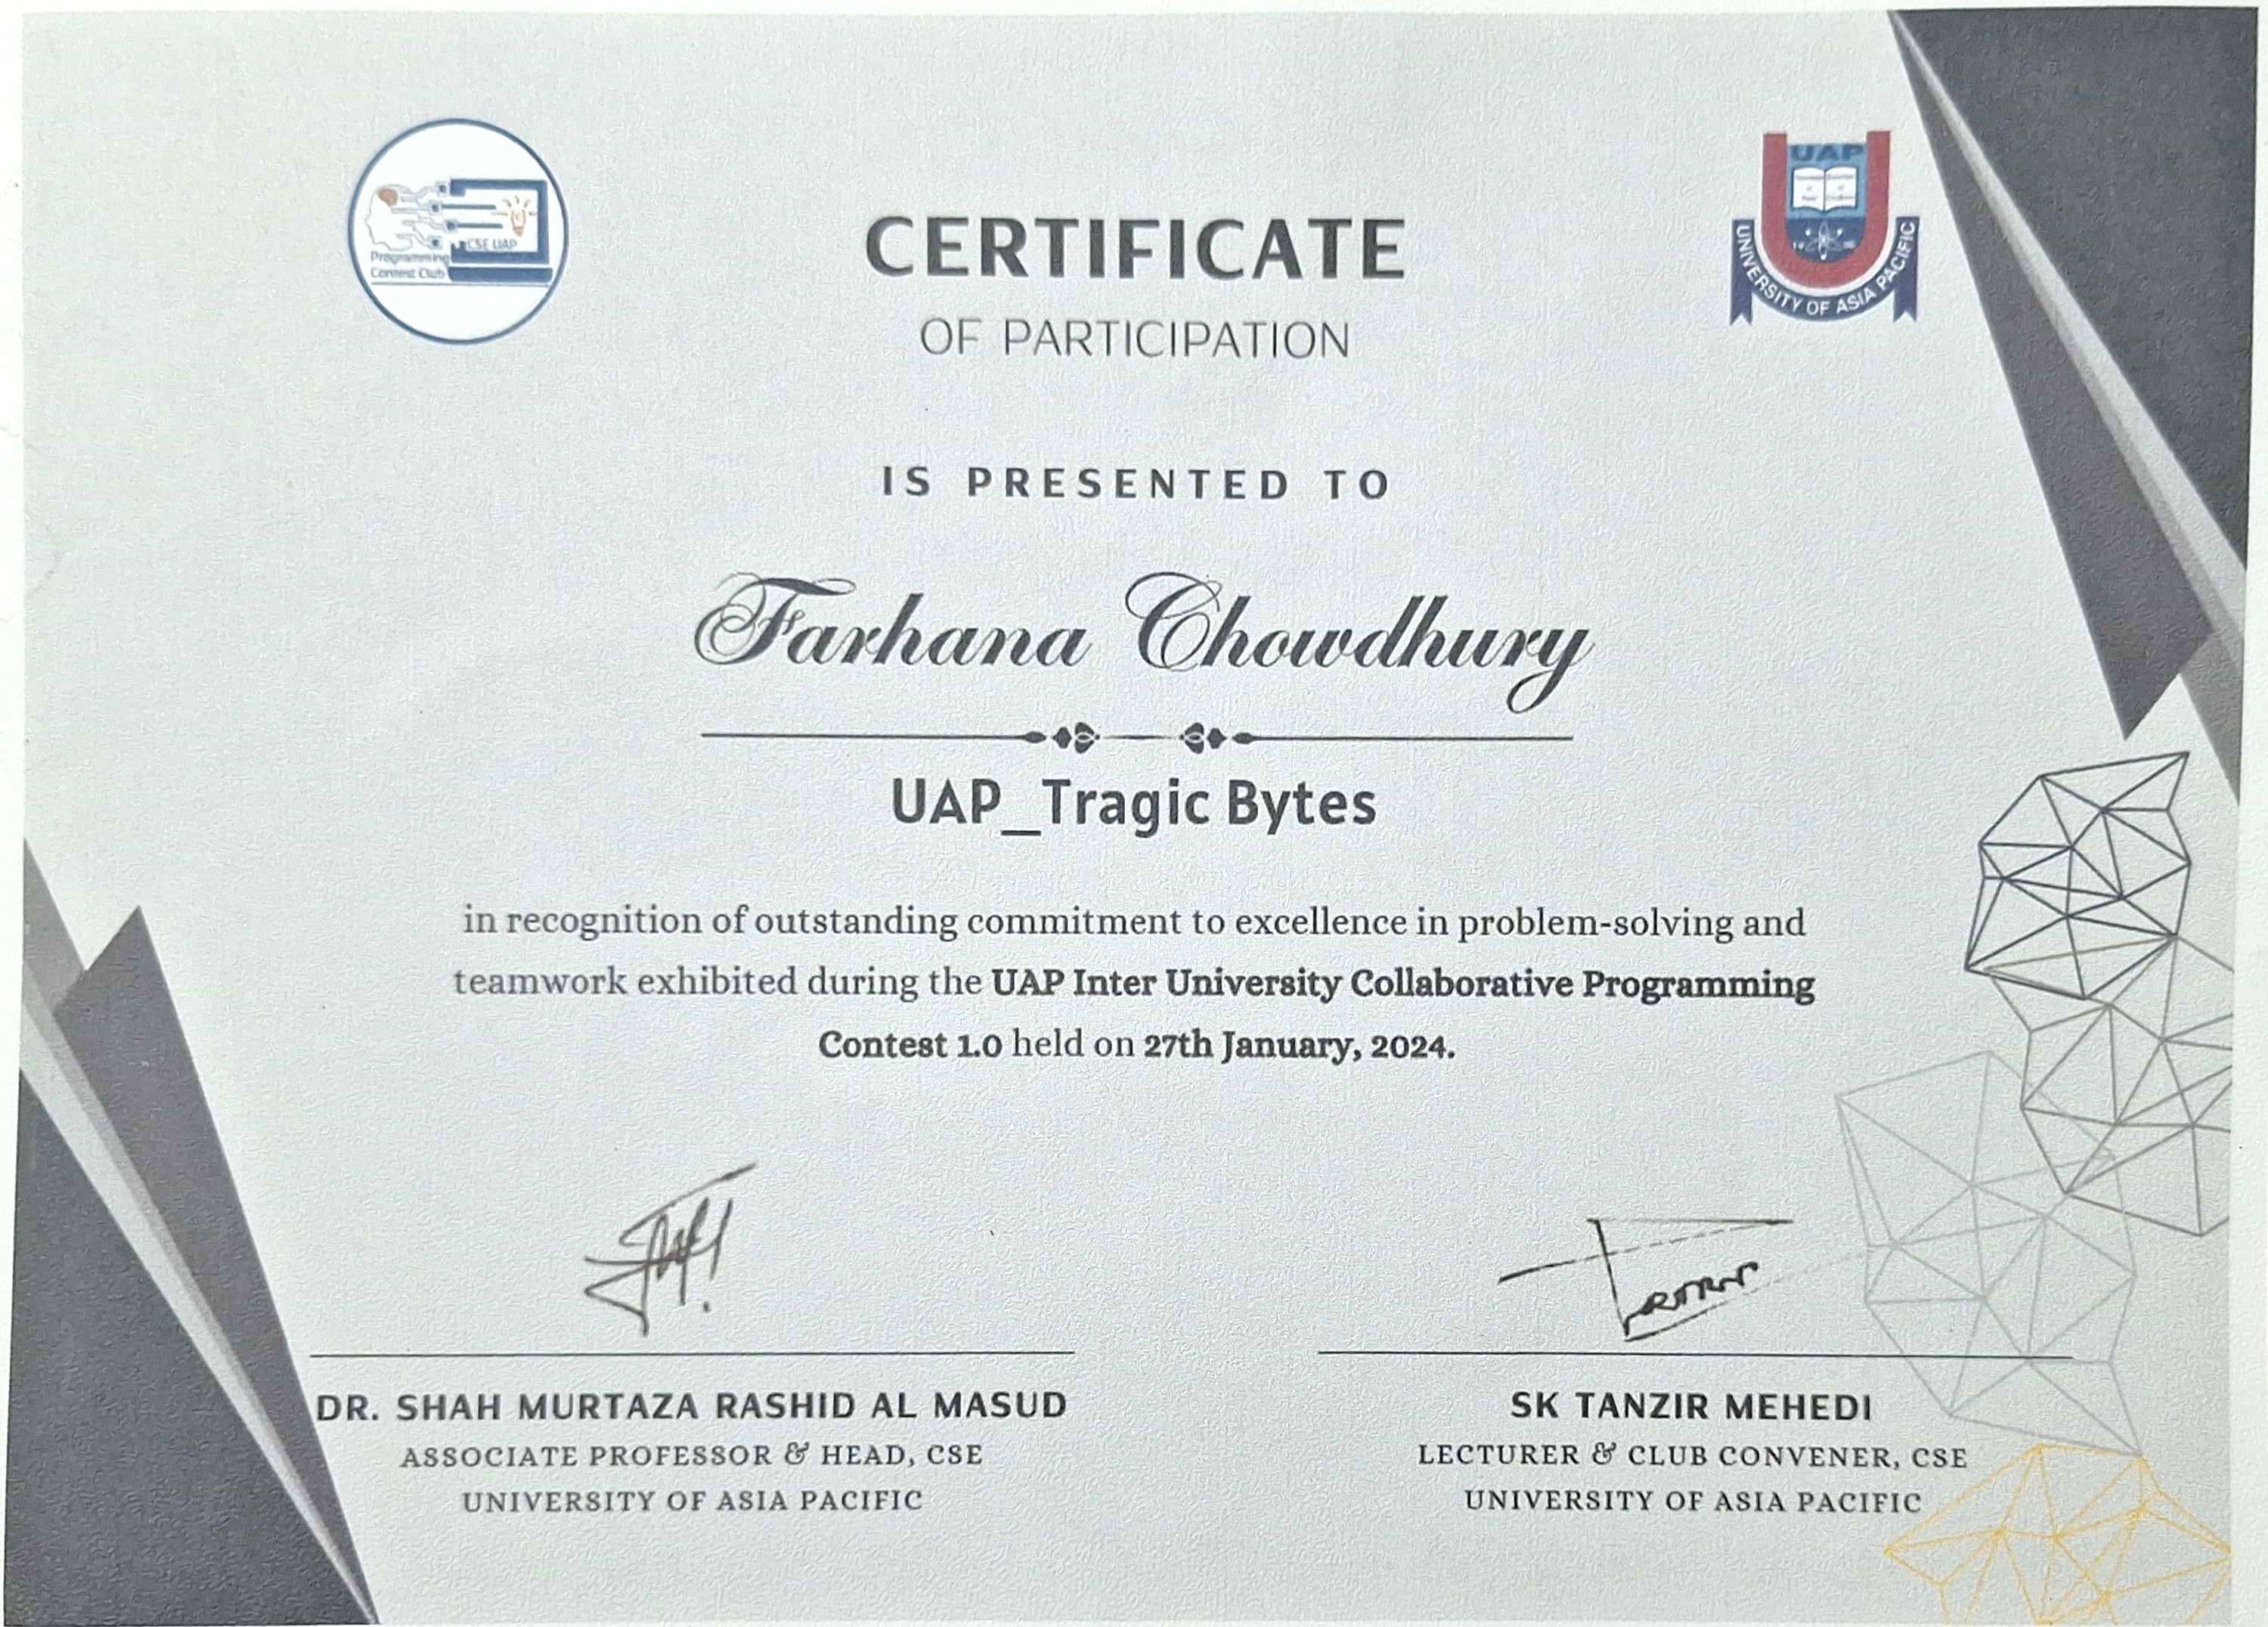 CSE UAP
Programming
Contest Club
UAP
UNIVERSITY OF ASIA PACIFIC
CERTIFICATE
OF PARTICIPATION
IS PRESENTED TO
Farhana Chowdhury
UAP_Tragic Bytes
in recognition of outstanding commitment to excellence in problem-solving and
teamwork exhibited during the UAP Inter University Collaborative Programming
Contest 1.0 held on 27th January, 2024.
DR. SHAH MURTAZA RASHID AL MASUD
ASSOCIATE PROFESSOR & HEAD, CSE
UNIVERSITY OF ASIA PACIFIC
SK TANZIR MEHEDI
LECTURER & CLUB CONVENER, CSE
UNIVERSITY OF ASIA PACIFIC